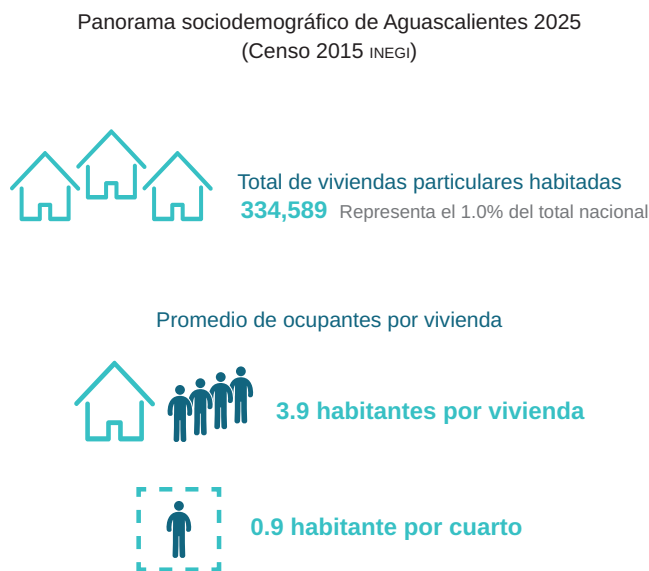 Panorama sociodemográfico de Aguascalientes 2025
(Censo 2015 INEGI)
Total de viviendas particulares habitadas
334,589 Representa el 1.0% del total nacional
Promedio de ocupantes por vivienda
3.9 habitantes por vivienda
0.9 habitante por cuarto